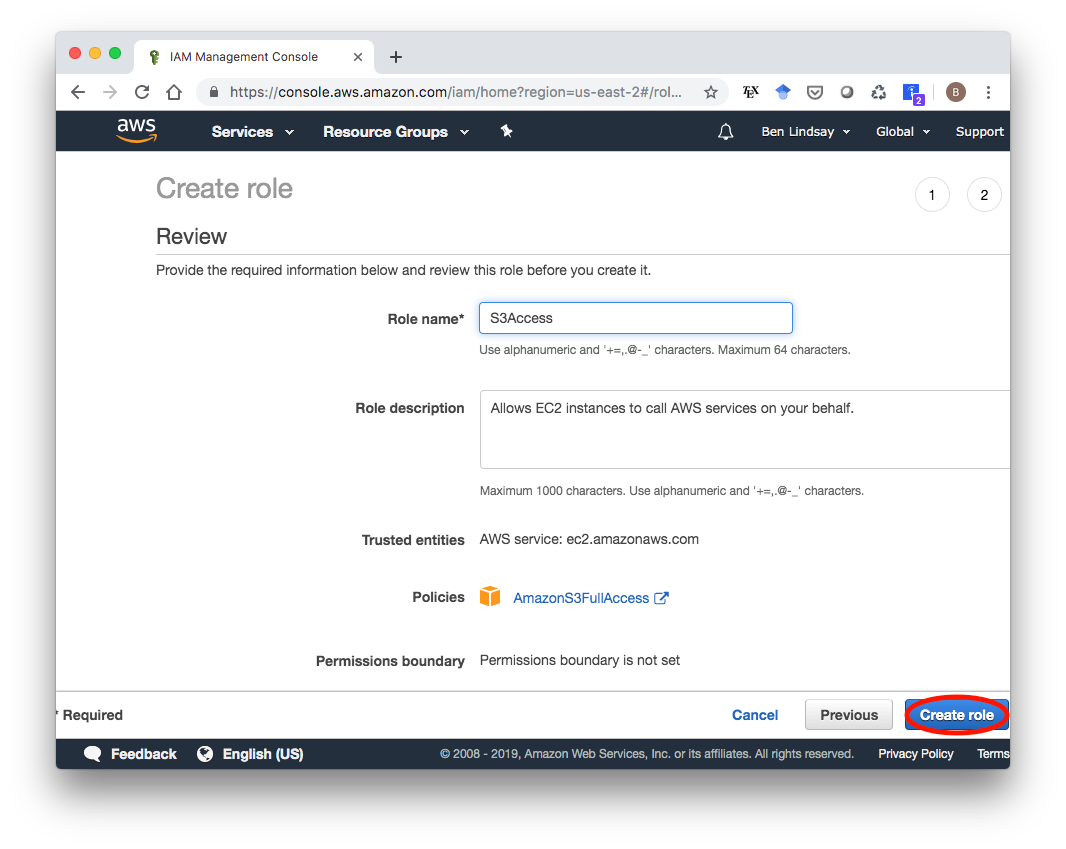 IAM Management Console
https://console.aws.amazon.com/iam/home?region=us-east-2#/rol...
TEX
2
B
aws
Services
Resource Groups
Ben Lindsay
Global
Support
Create role
1
2
Review
Provide the required information below and review this role before you create it.
Role name*
S3Access
Use alphanumeric and '+=,.@-_' characters. Maximum 64 characters.
Role description
Allows EC2 instances to call AWS services on your behalf.
Maximum 1000 characters. Use alphanumeric and '+=,.@-_' characters.
Trusted entities
AWS service: ec2.amazonaws.com
Policies
AmazonS3FullAccess
Permissions boundary
Permissions boundary is not set
* Required
Cancel
Previous
Create role
Feedback
English (US)
© 2008 - 2019, Amazon Web Services, Inc. or its affiliates. All rights reserved.
Privacy Policy
Terms